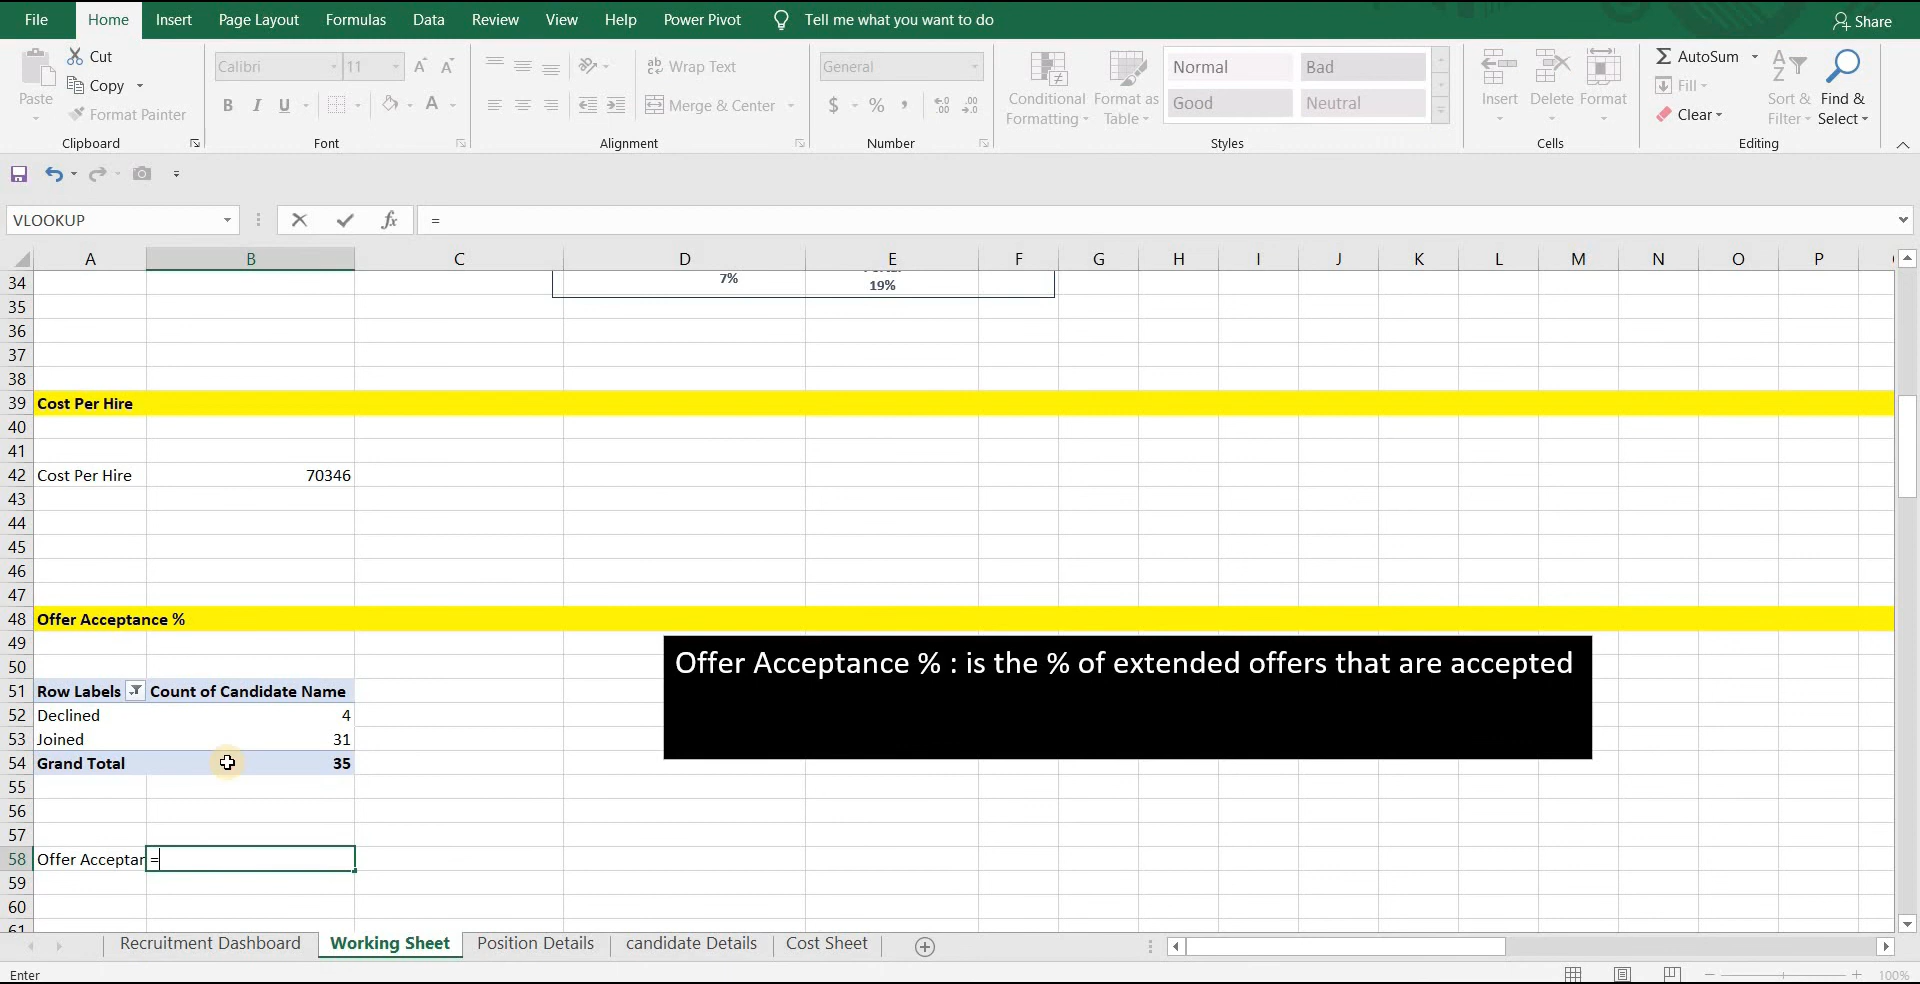 File Home Insert Page Layout Formulas Data Review View Help Power Pivot Tell me what you want to do Share
Paste Cut Copy Format Painter
Clipboard
Calibri 11
B I U A
Font
Wrap Text
Merge & Center
Alignment
General
$ % ,
Number
Conditional Formatting Format as Table
Normal Bad
Good Neutral
Styles
Insert Delete Format
Cells
AutoSum
Fill
Clear
Sort & Filter Find & Select
Editing
VLOOKUP fx =
A B C D E F G H I J K L M N O P
34 7% 19%
35
36
37
38
39 Cost Per Hire
40
41
42 Cost Per Hire 70346
43
44
45
46
47
48 Offer Acceptance %
49
Offer Acceptance % : is the % of extended offers that are accepted
50
51 Row Labels Count of Candidate Name
52 Declined 4
53 Joined 31
54 Grand Total 35
55
56
57
58 Offer Acceptan =
59
60
61
Recruitment Dashboard Working Sheet Position Details candidate Details Cost Sheet
Enter 100%